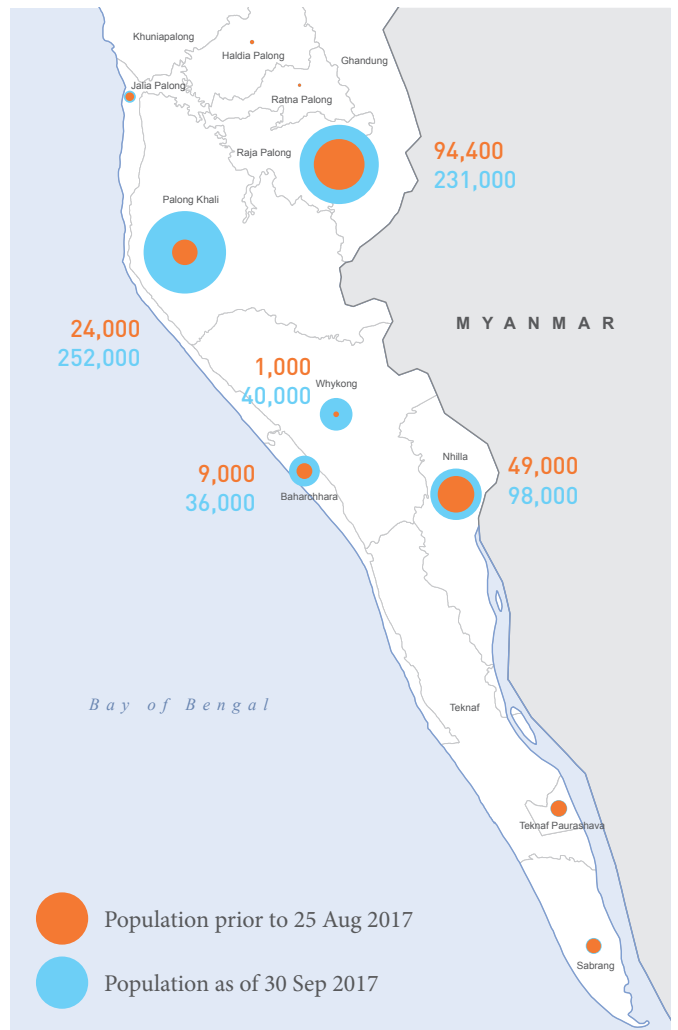 Khuniapalong
Haldia Palong
Ghandung
Jalia Palong
Ratna Palong
Raja Palong
94,400
231,000
Palong Khali
MYANMAR
24,000
252,000
1,000
Whykong
40,000
Nhilla
49,000
98,000
9,000
36,000
Baharchhara
Bay of Bengal
Teknaf
Teknaf Paurashava
Population prior to 25 Aug 2017
Sabrang
Population as of 30 Sep 2017